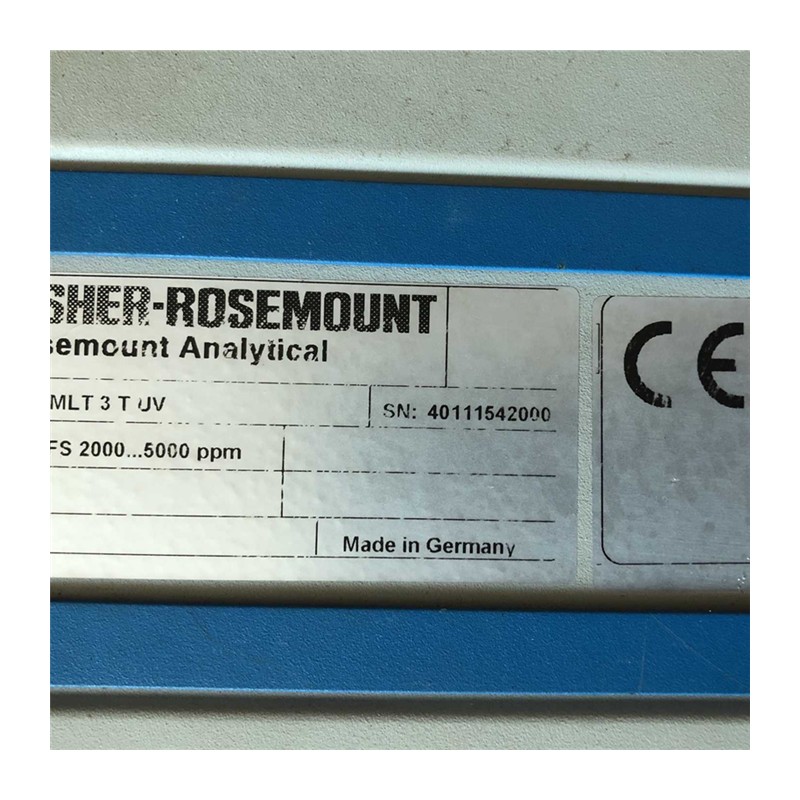 SHER-ROSEMOUNT
semount Analytical
MLT 3 T UV
SN: 40111542000
FS 2000...5000 ppm
Made in Germany
CE